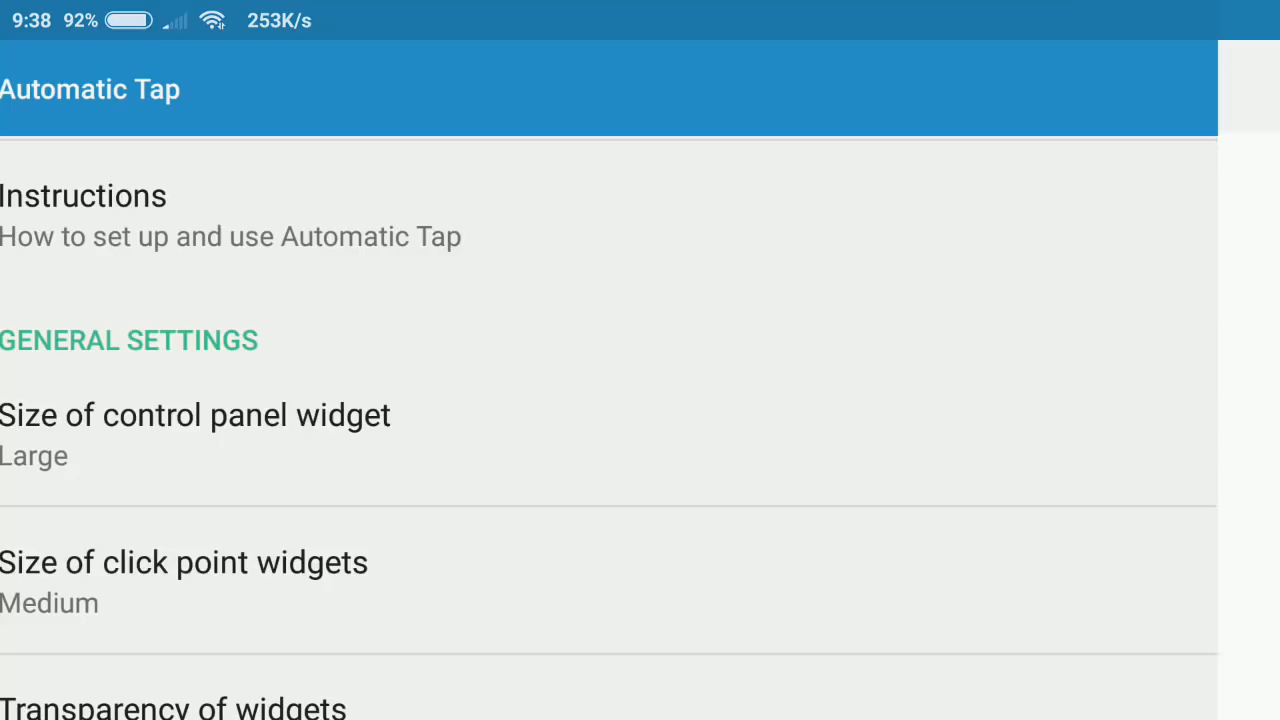 9:38 92% 253K/s
Automatic Tap
Instructions
How to set up and use Automatic Tap
GENERAL SETTINGS
Size of control panel widget
Large
Size of click point widgets
Medium
Transparency of widgets